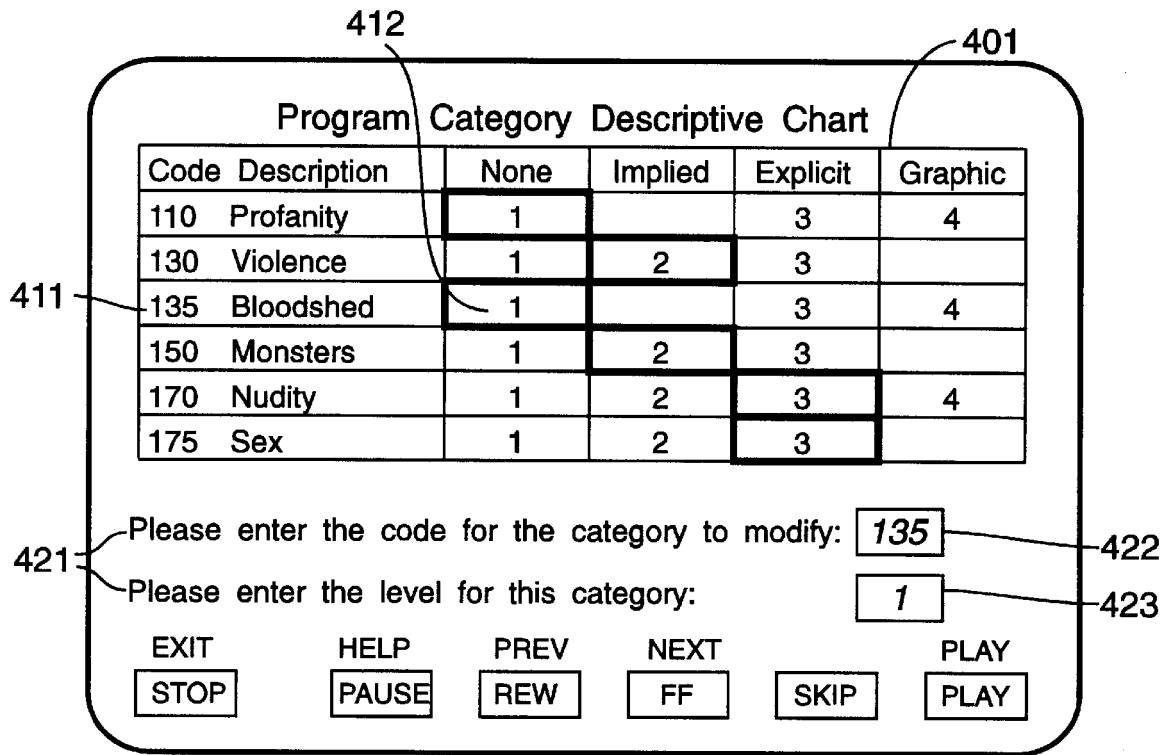 412
401
Program Category Descriptive Chart
Code Description None Implied Explicit Graphic
110 Profanity 1 3 4
130 Violence 1 2 3
411 135 Bloodshed 1 3 4
150 Monsters 1 2 3
170 Nudity 1 2 3 4
175 Sex 1 2 3
Please enter the code for the category to modify: 135 422
421
Please enter the level for this category: 1 423
EXIT HELP PREV NEXT PLAY
STOP PAUSE REW FF SKIP PLAY